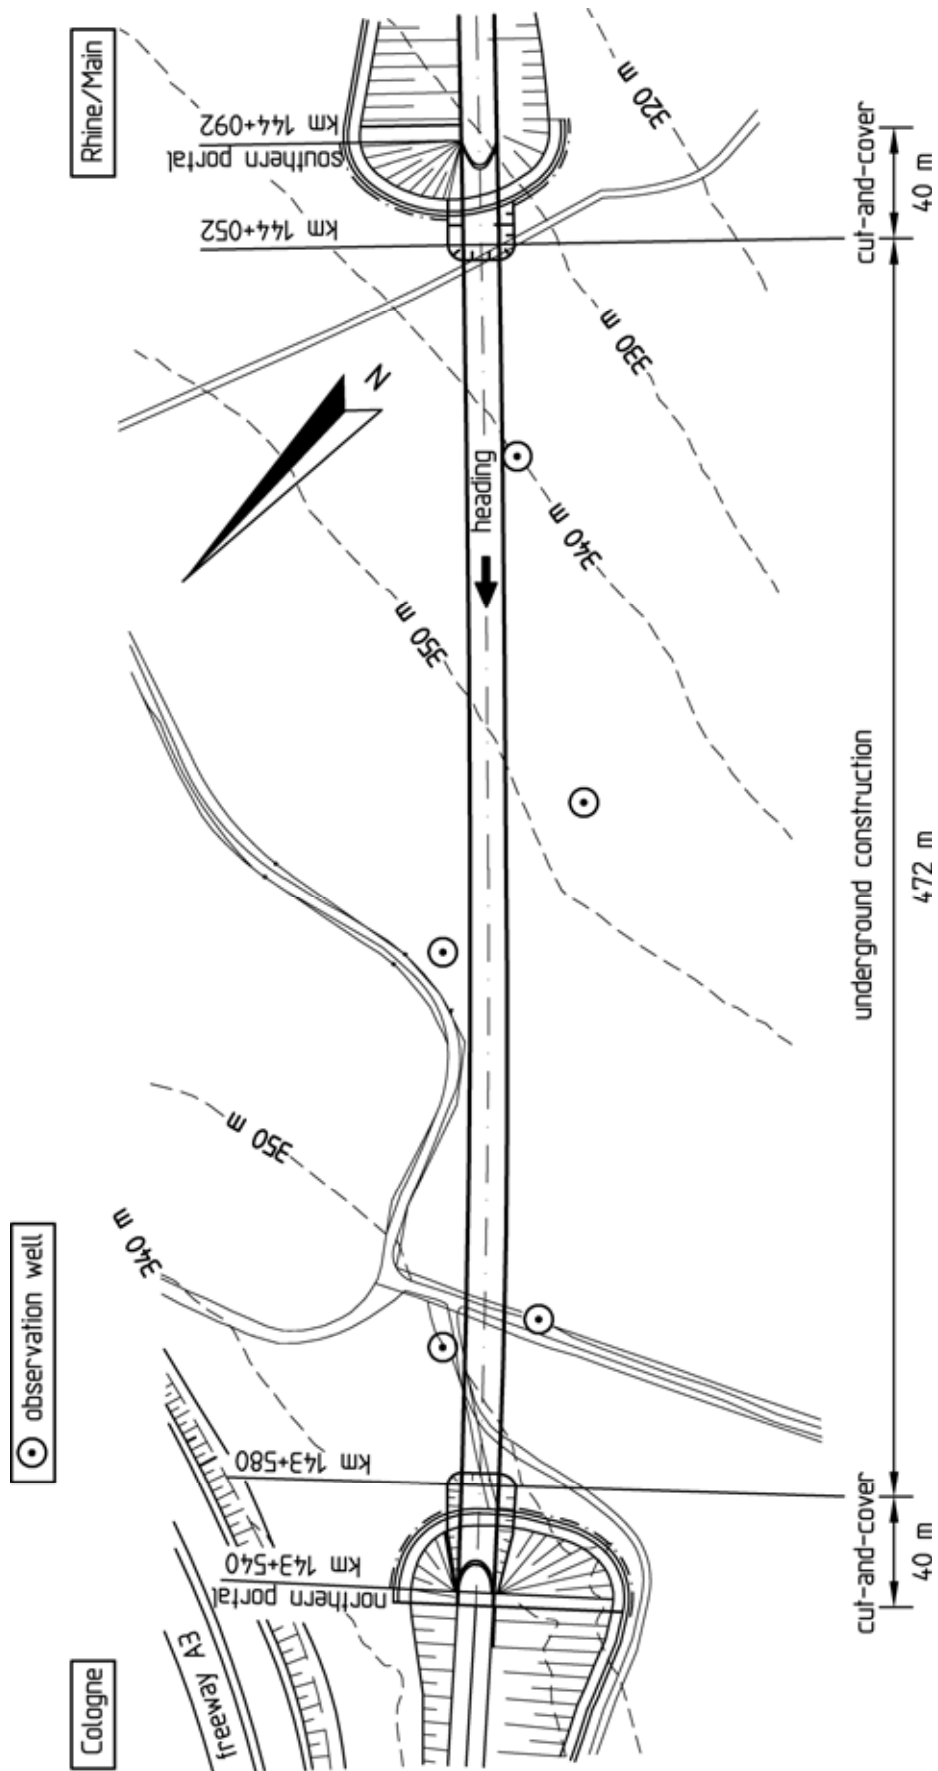 Rhine/Main
km 144+092
southern portal
km 144+052
320 m
330 m
340 m
350 m
N
heading
cut-and-cover
40 m
underground construction
472 m
350 m
340 m
observation well
km 143+580
km 143+540
northern portal
cut-and-cover
40 m
freeway A3
Cologne